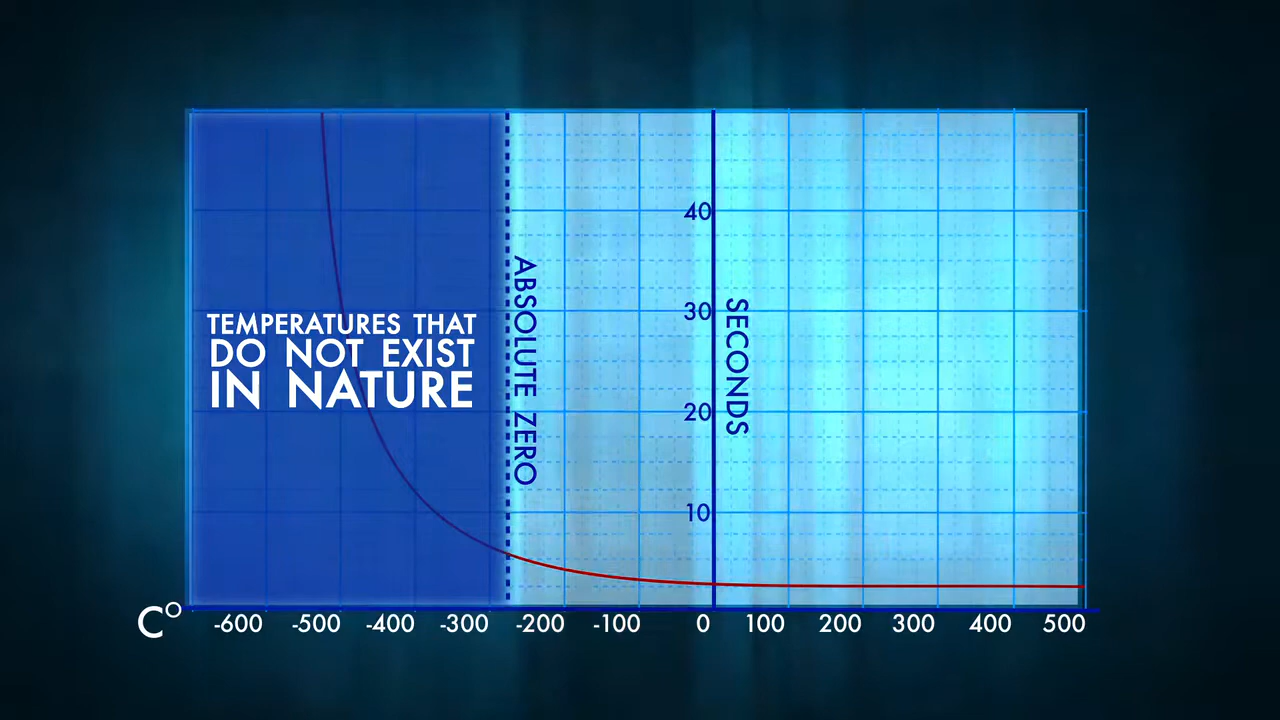 40
30
20
10
SECONDS
ABSOLUTE ZERO
TEMPERATURES THAT
DO NOT EXIST
IN NATURE
C°
-600 -500 -400 -300 -200 -100 0 100 200 300 400 500